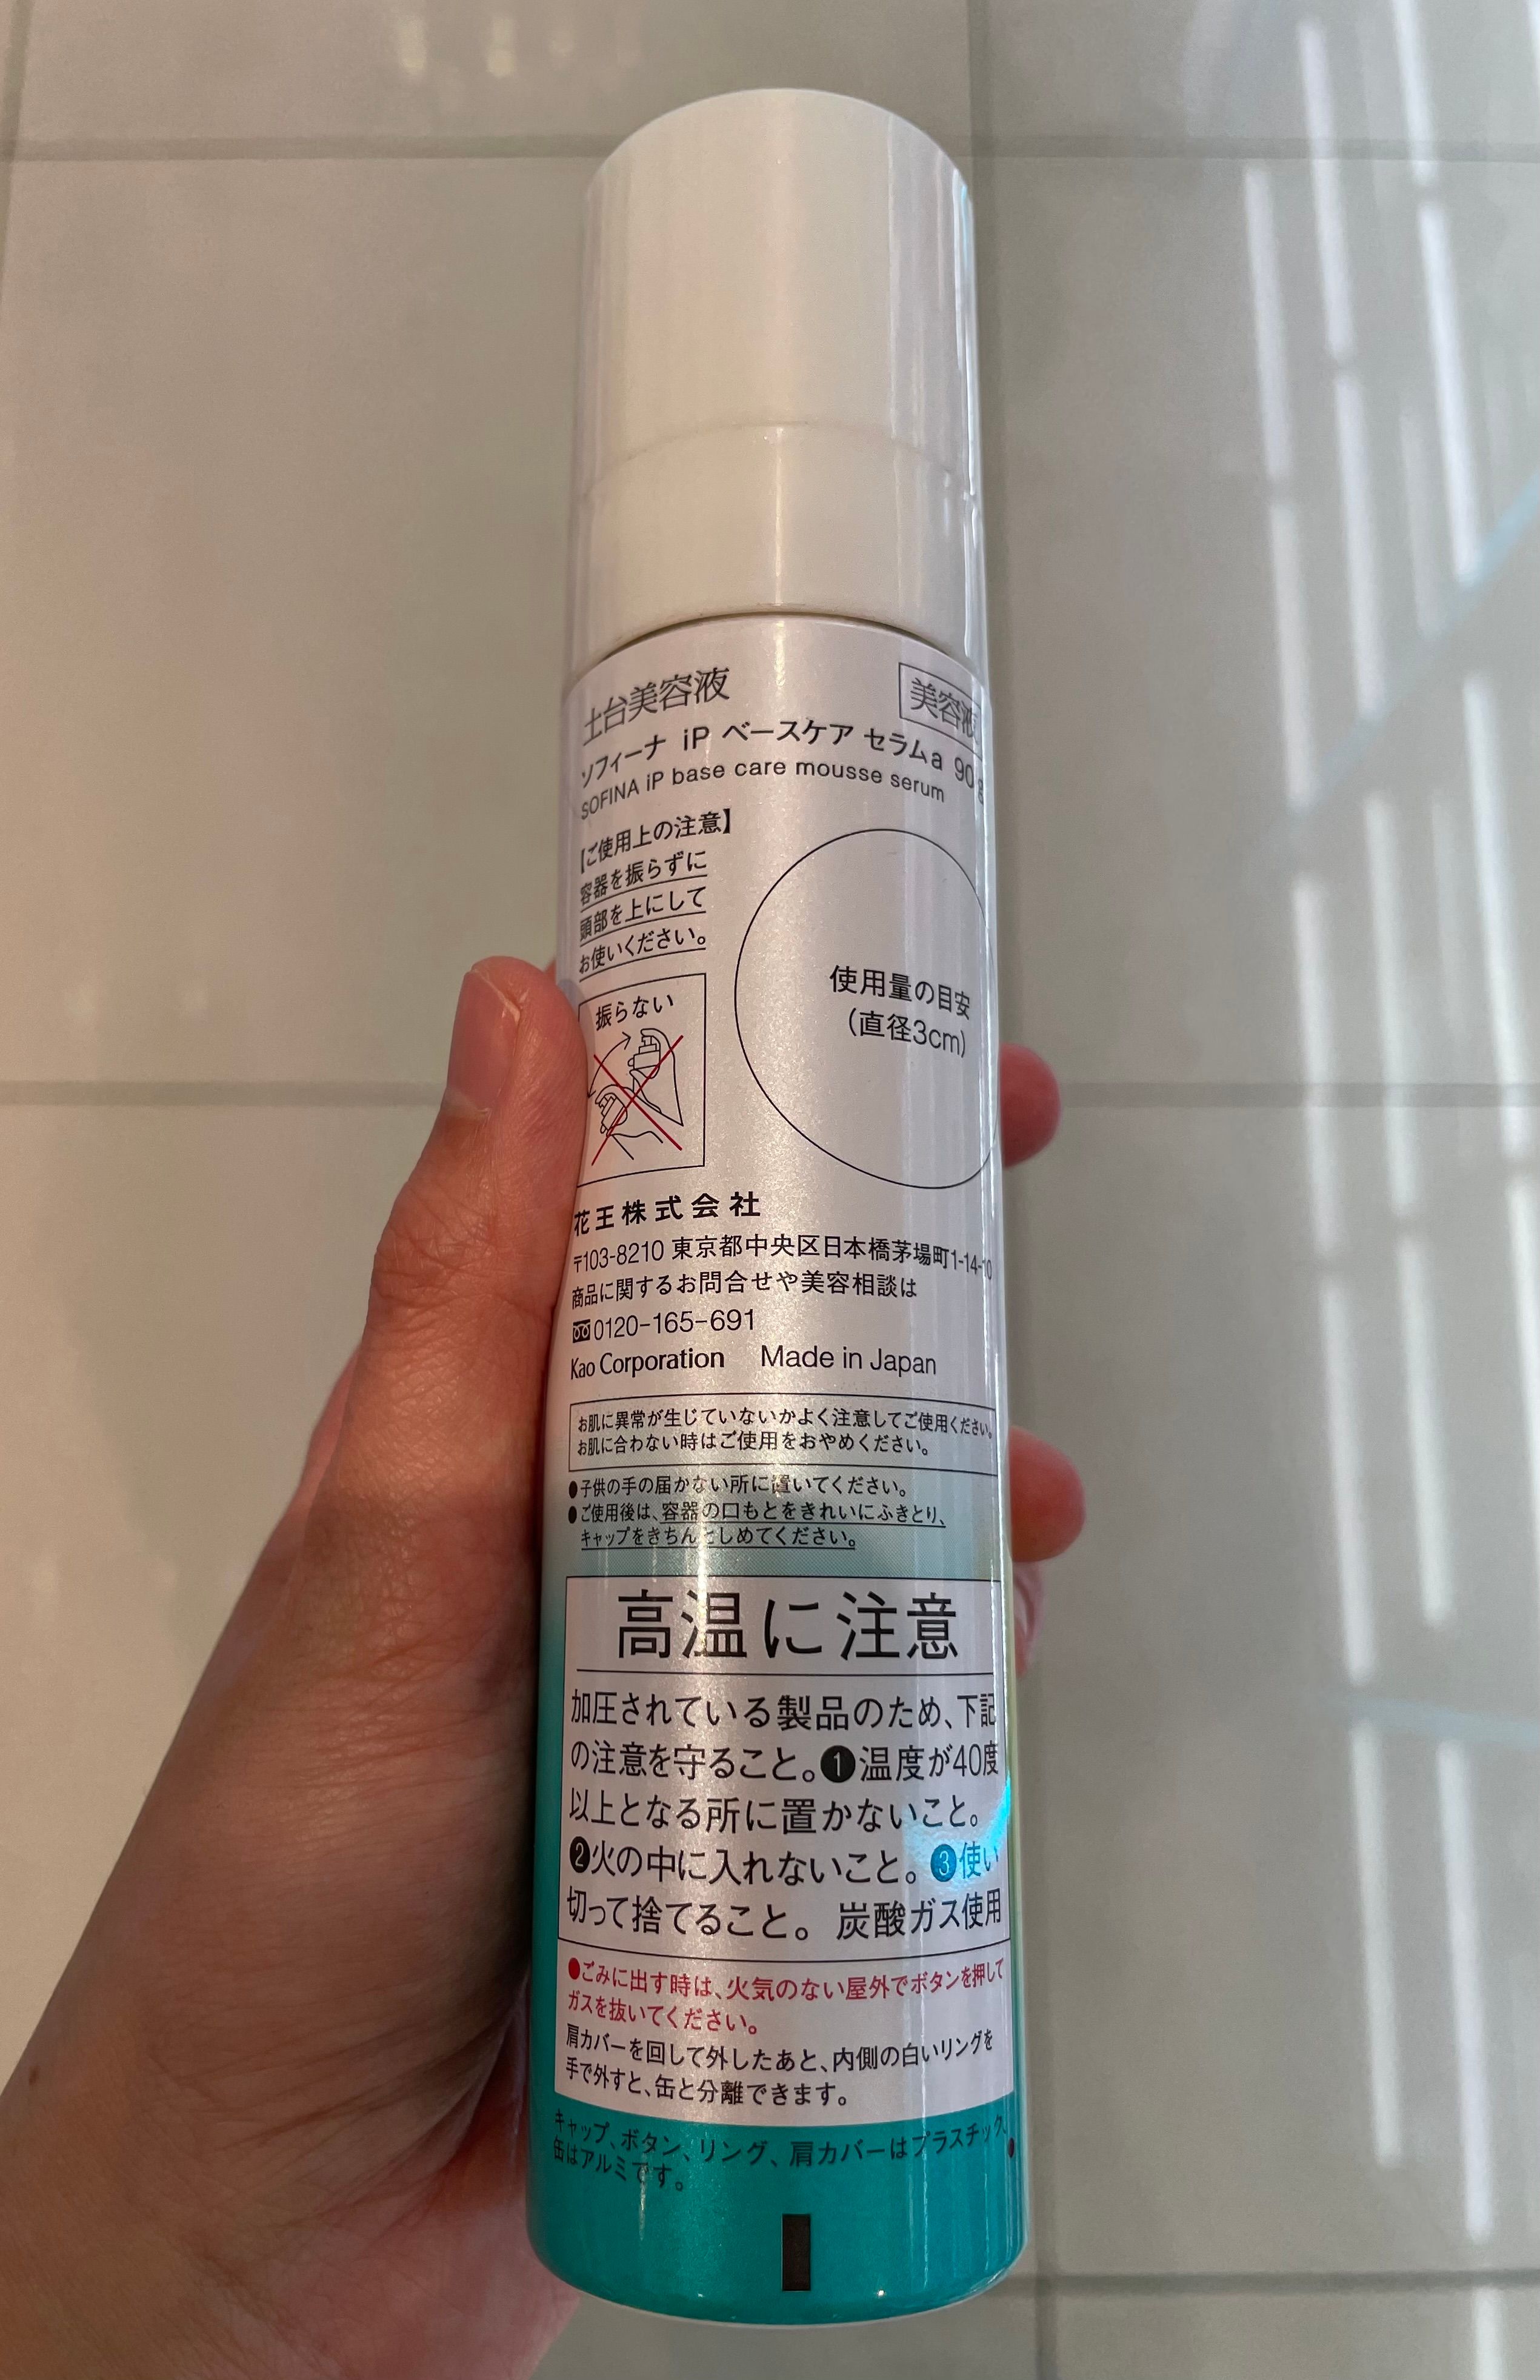 土台美容液
美容液
ソフィーナ iP ベースケア セラムa 90g
SOFINA iP base care mousse serum
【ご使用上の注意】
容器を振らずに
頭部を上にして
お使いください。
振らない
使用量の目安
(直径3cm)
花王株式会社
〒103-8210 東京都中央区日本橋茅場町1-14-10
商品に関するお問合せや美容相談は
0120-165-691
Kao Corporation Made in Japan
お肌に異常が生じていないかよく注意してご使用ください。
お肌に合わない時はご使用をおやめください。
●子供の手の届かない所に置いてください。
●ご使用後は、容器の口もとをきれいにふきとり、
キャップをきちんとしめてください。
高温に注意
加圧されている製品のため、下記
の注意を守ること。❶温度が40度
以上となる所に置かないこと。
❷火の中に入れないこと。❸使い
切って捨てること。炭酸ガス使用
●ごみに出す時は、火気のない屋外でボタンを押して
ガスを抜いてください。
肩カバーを回して外したあと、内側の白いリングを
手で外すと、缶と分離できます。
キャップ、ボタン、リング、肩カバーはプラスチック、
缶はアルミです。